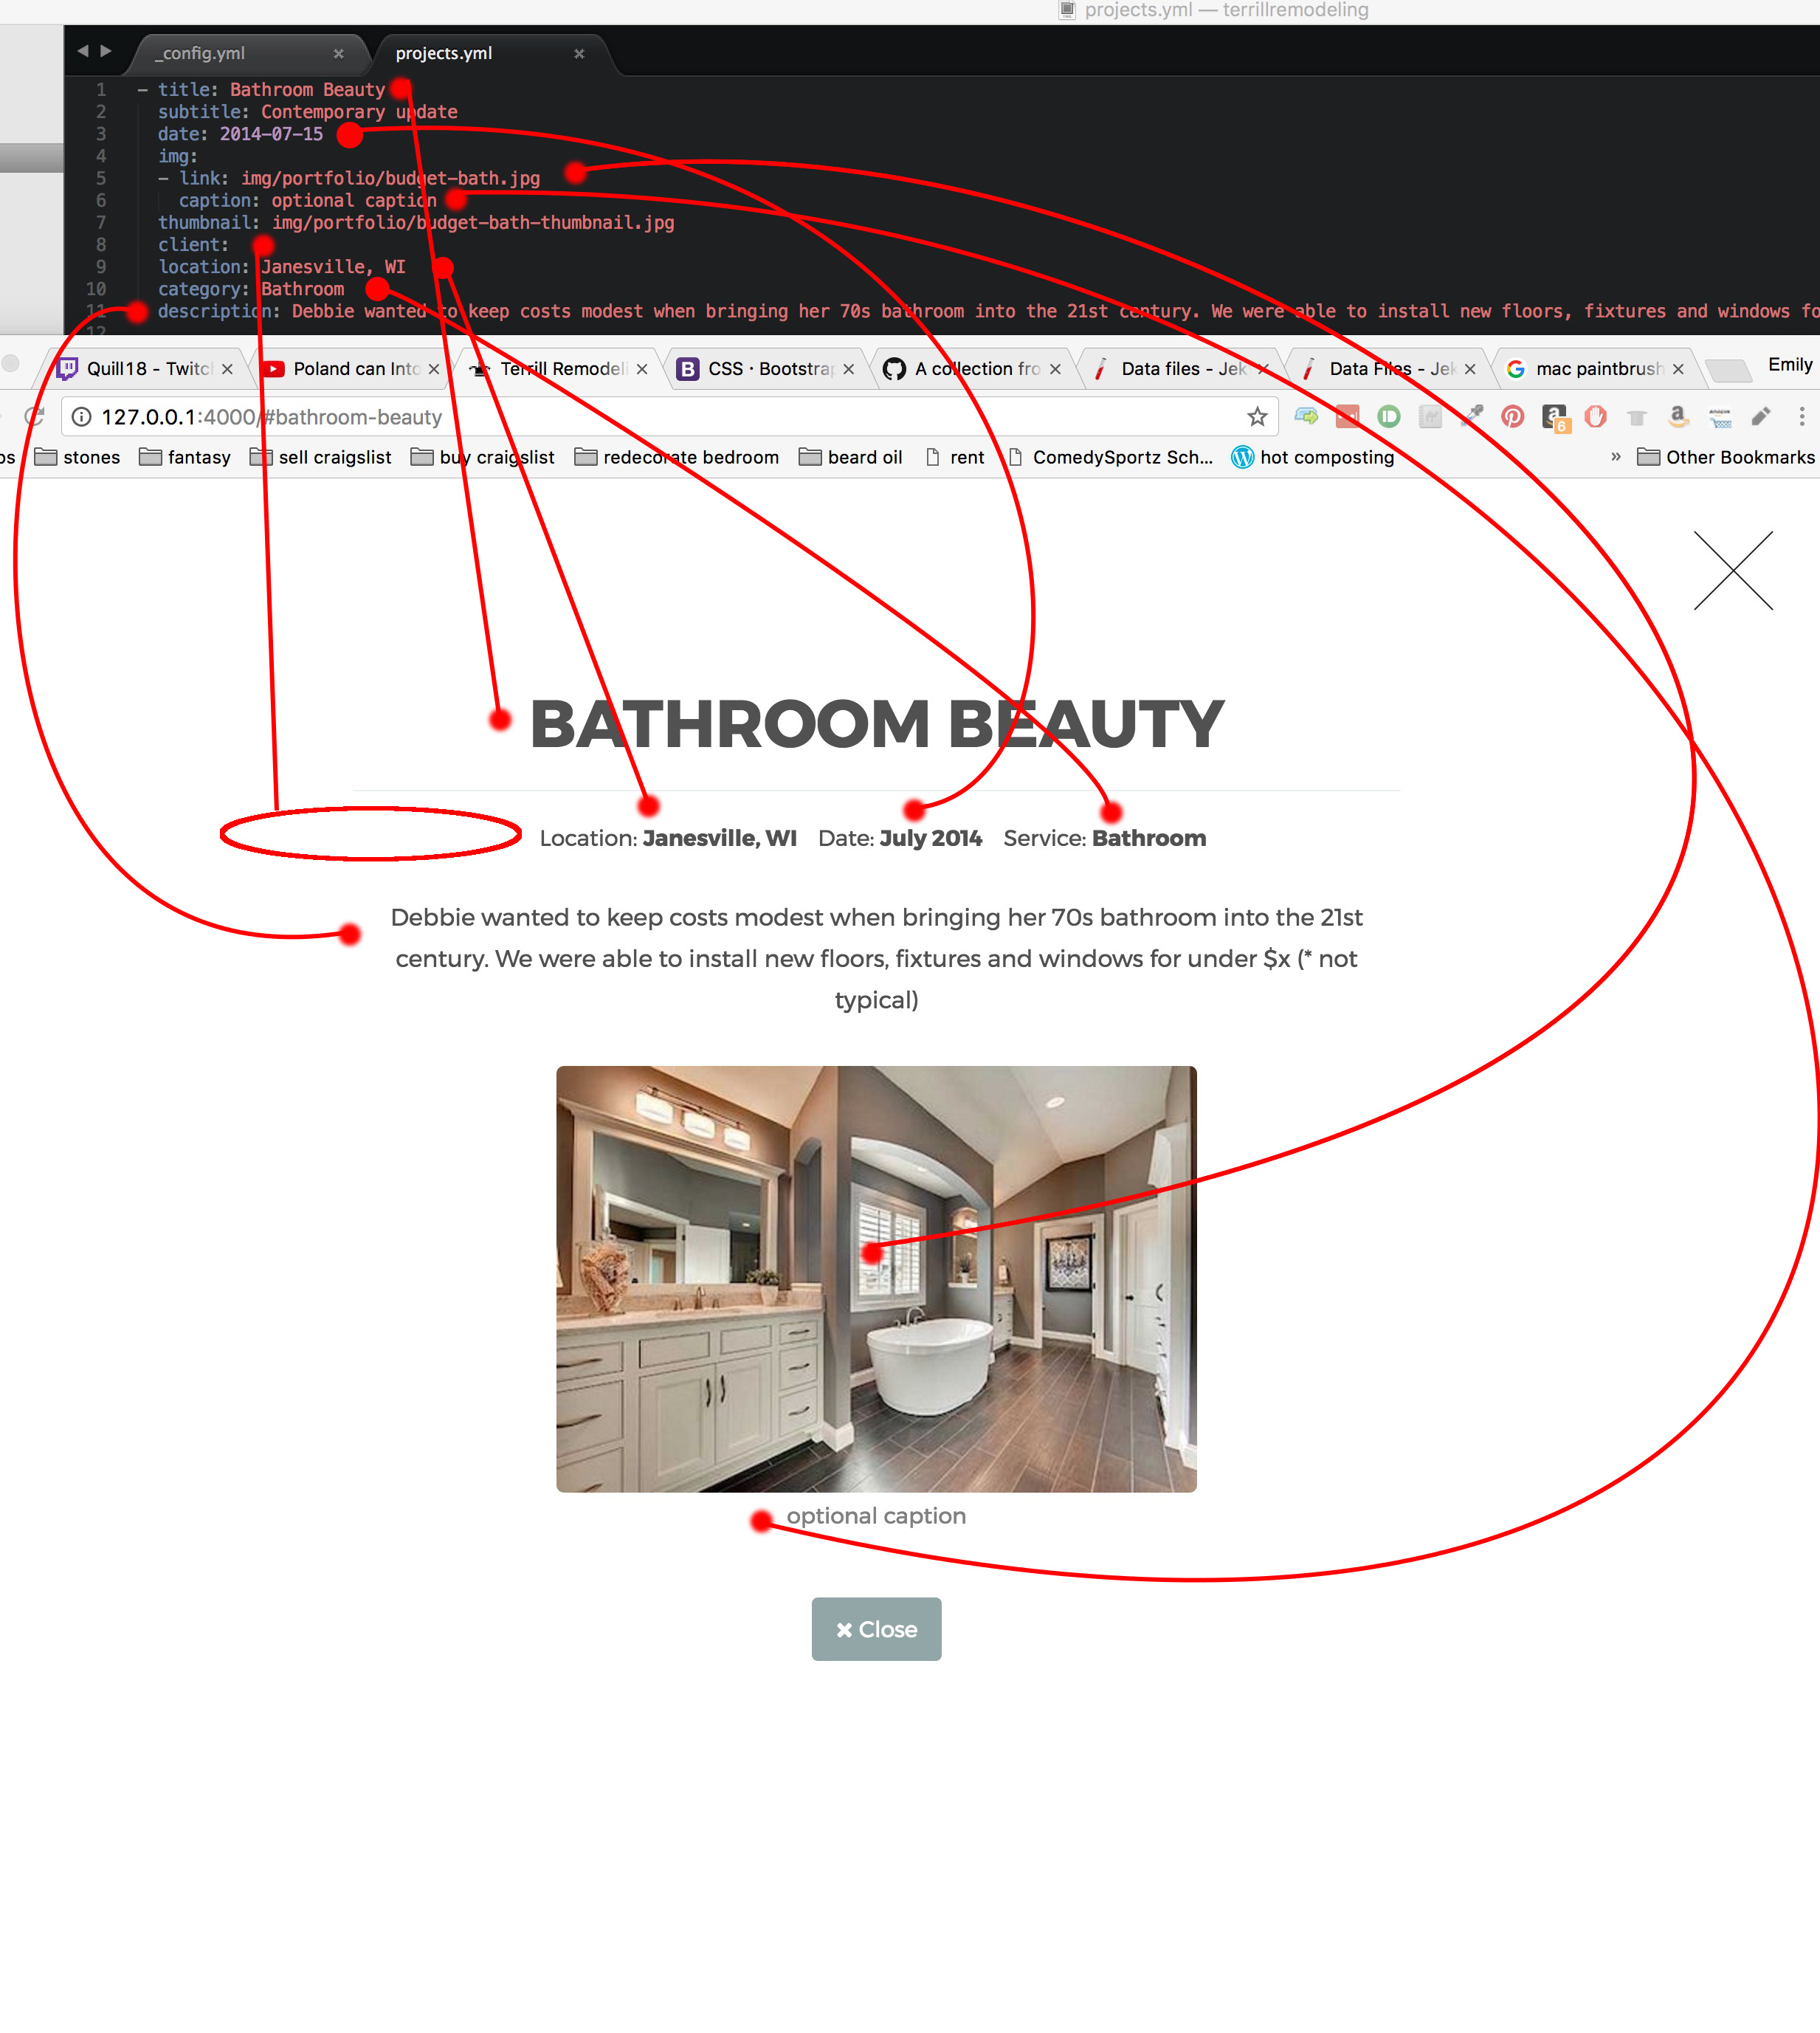 projects.yml — terrillremodeling
_config.yml × projects.yml ×
1 - title: Bathroom Beauty
2 subtitle: Contemporary update
3 date: 2014-07-15
4 img:
5 - link: img/portfolio/budget-bath.jpg
6 caption: optional caption
7 thumbnail: img/portfolio/budget-bath-thumbnail.jpg
8 client:
9 location: Janesville, WI
10 category: Bathroom
11 description: Debbie wanted to keep costs modest when bringing her 70s bathroom into the 21st century. We were able to install new floors, fixtures and windows fo
12
Quill18 - Twitc × Poland can Into × Terrill Remodeli × B CSS · Bootstrap × A collection fro × Data files - Jek × Data Files - Jek × G mac paintbrush × Emily
127.0.0.1:4000/#bathroom-beauty 6
os stones fantasy sell craigslist buy craigslist redecorate bedroom beard oil rent ComedySportz Sch... hot composting » Other Bookmarks
BATHROOM BEAUTY
Location: Janesville, WI Date: July 2014 Service: Bathroom
Debbie wanted to keep costs modest when bringing her 70s bathroom into the 21st
century. We were able to install new floors, fixtures and windows for under $x (* not
typical)
optional caption
× Close